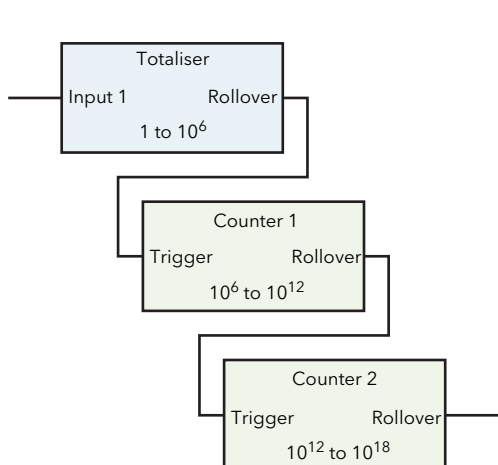 Totaliser
Input 1 Rollover
1 to 10⁶
Counter 1
Trigger Rollover
10⁶ to 10¹²
Counter 2
Trigger Rollover
10¹² to 10¹⁸